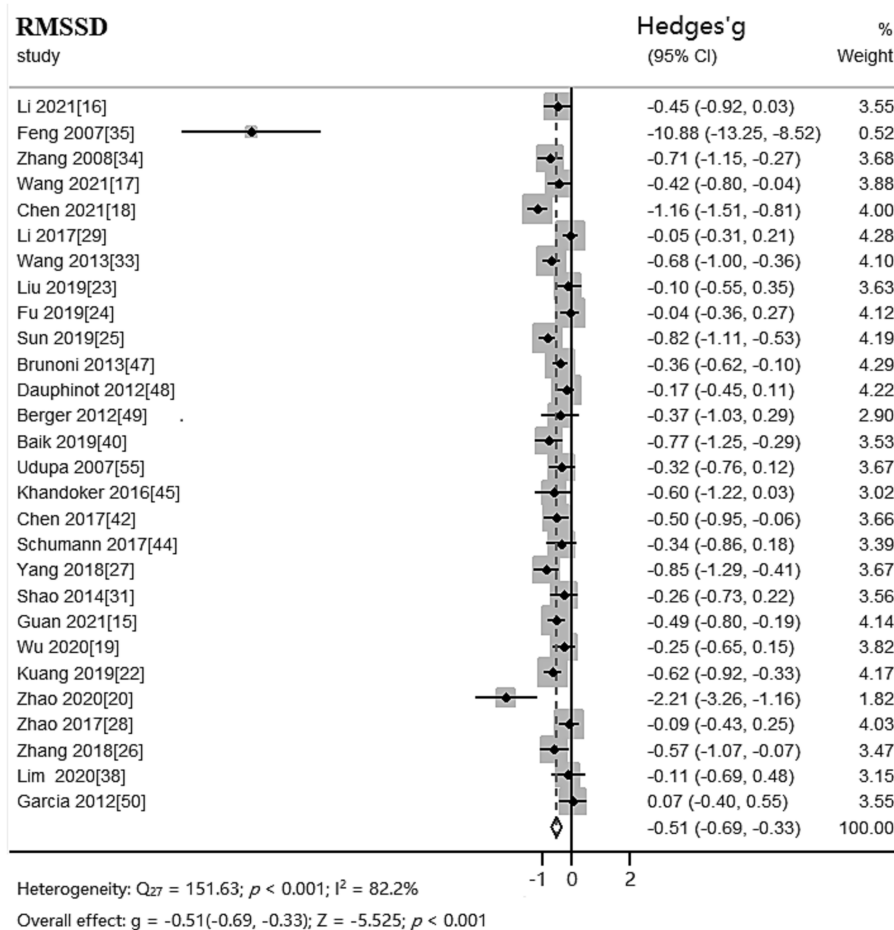 RMSSD Hedges'g %
study (95% CI) Weight
Li 2021[16] -0.45 (-0.92, 0.03) 3.55
Feng 2007[35] -10.88 (-13.25, -8.52) 0.52
Zhang 2008[34] -0.71 (-1.15, -0.27) 3.68
Wang 2021[17] -0.42 (-0.80, -0.04) 3.88
Chen 2021[18] -1.16 (-1.51, -0.81) 4.00
Li 2017[29] -0.05 (-0.31, 0.21) 4.28
Wang 2013[33] -0.68 (-1.00, -0.36) 4.10
Liu 2019[23] -0.10 (-0.55, 0.35) 3.63
Fu 2019[24] -0.04 (-0.36, 0.27) 4.12
Sun 2019[25] -0.82 (-1.11, -0.53) 4.19
Brunoni 2013[47] -0.36 (-0.62, -0.10) 4.29
Dauphinot 2012[48] -0.17 (-0.45, 0.11) 4.22
Berger 2012[49] -0.37 (-1.03, 0.29) 2.90
Baik 2019[40] -0.77 (-1.25, -0.29) 3.53
Udupa 2007[55] -0.32 (-0.76, 0.12) 3.67
Khandoker 2016[45] -0.60 (-1.22, 0.03) 3.02
Chen 2017[42] -0.50 (-0.95, -0.06) 3.66
Schumann 2017[44] -0.34 (-0.86, 0.18) 3.39
Yang 2018[27] -0.85 (-1.29, -0.41) 3.67
Shao 2014[31] -0.26 (-0.73, 0.22) 3.56
Guan 2021[15] -0.49 (-0.80, -0.19) 4.14
Wu 2020[19] -0.25 (-0.65, 0.15) 3.82
Kuang 2019[22] -0.62 (-0.92, -0.33) 4.17
Zhao 2020[20] -2.21 (-3.26, -1.16) 1.82
Zhao 2017[28] -0.09 (-0.43, 0.25) 4.03
Zhang 2018[26] -0.57 (-1.07, -0.07) 3.47
Lim 2020[38] -0.11 (-0.69, 0.48) 3.15
Garcia 2012[50] 0.07 (-0.40, 0.55) 3.55
-0.51 (-0.69, -0.33) 100.00
-1 0 2
Heterogeneity: Q27 = 151.63; p < 0.001; I² = 82.2%
Overall effect: g = -0.51(-0.69, -0.33); Z = -5.525; p < 0.001